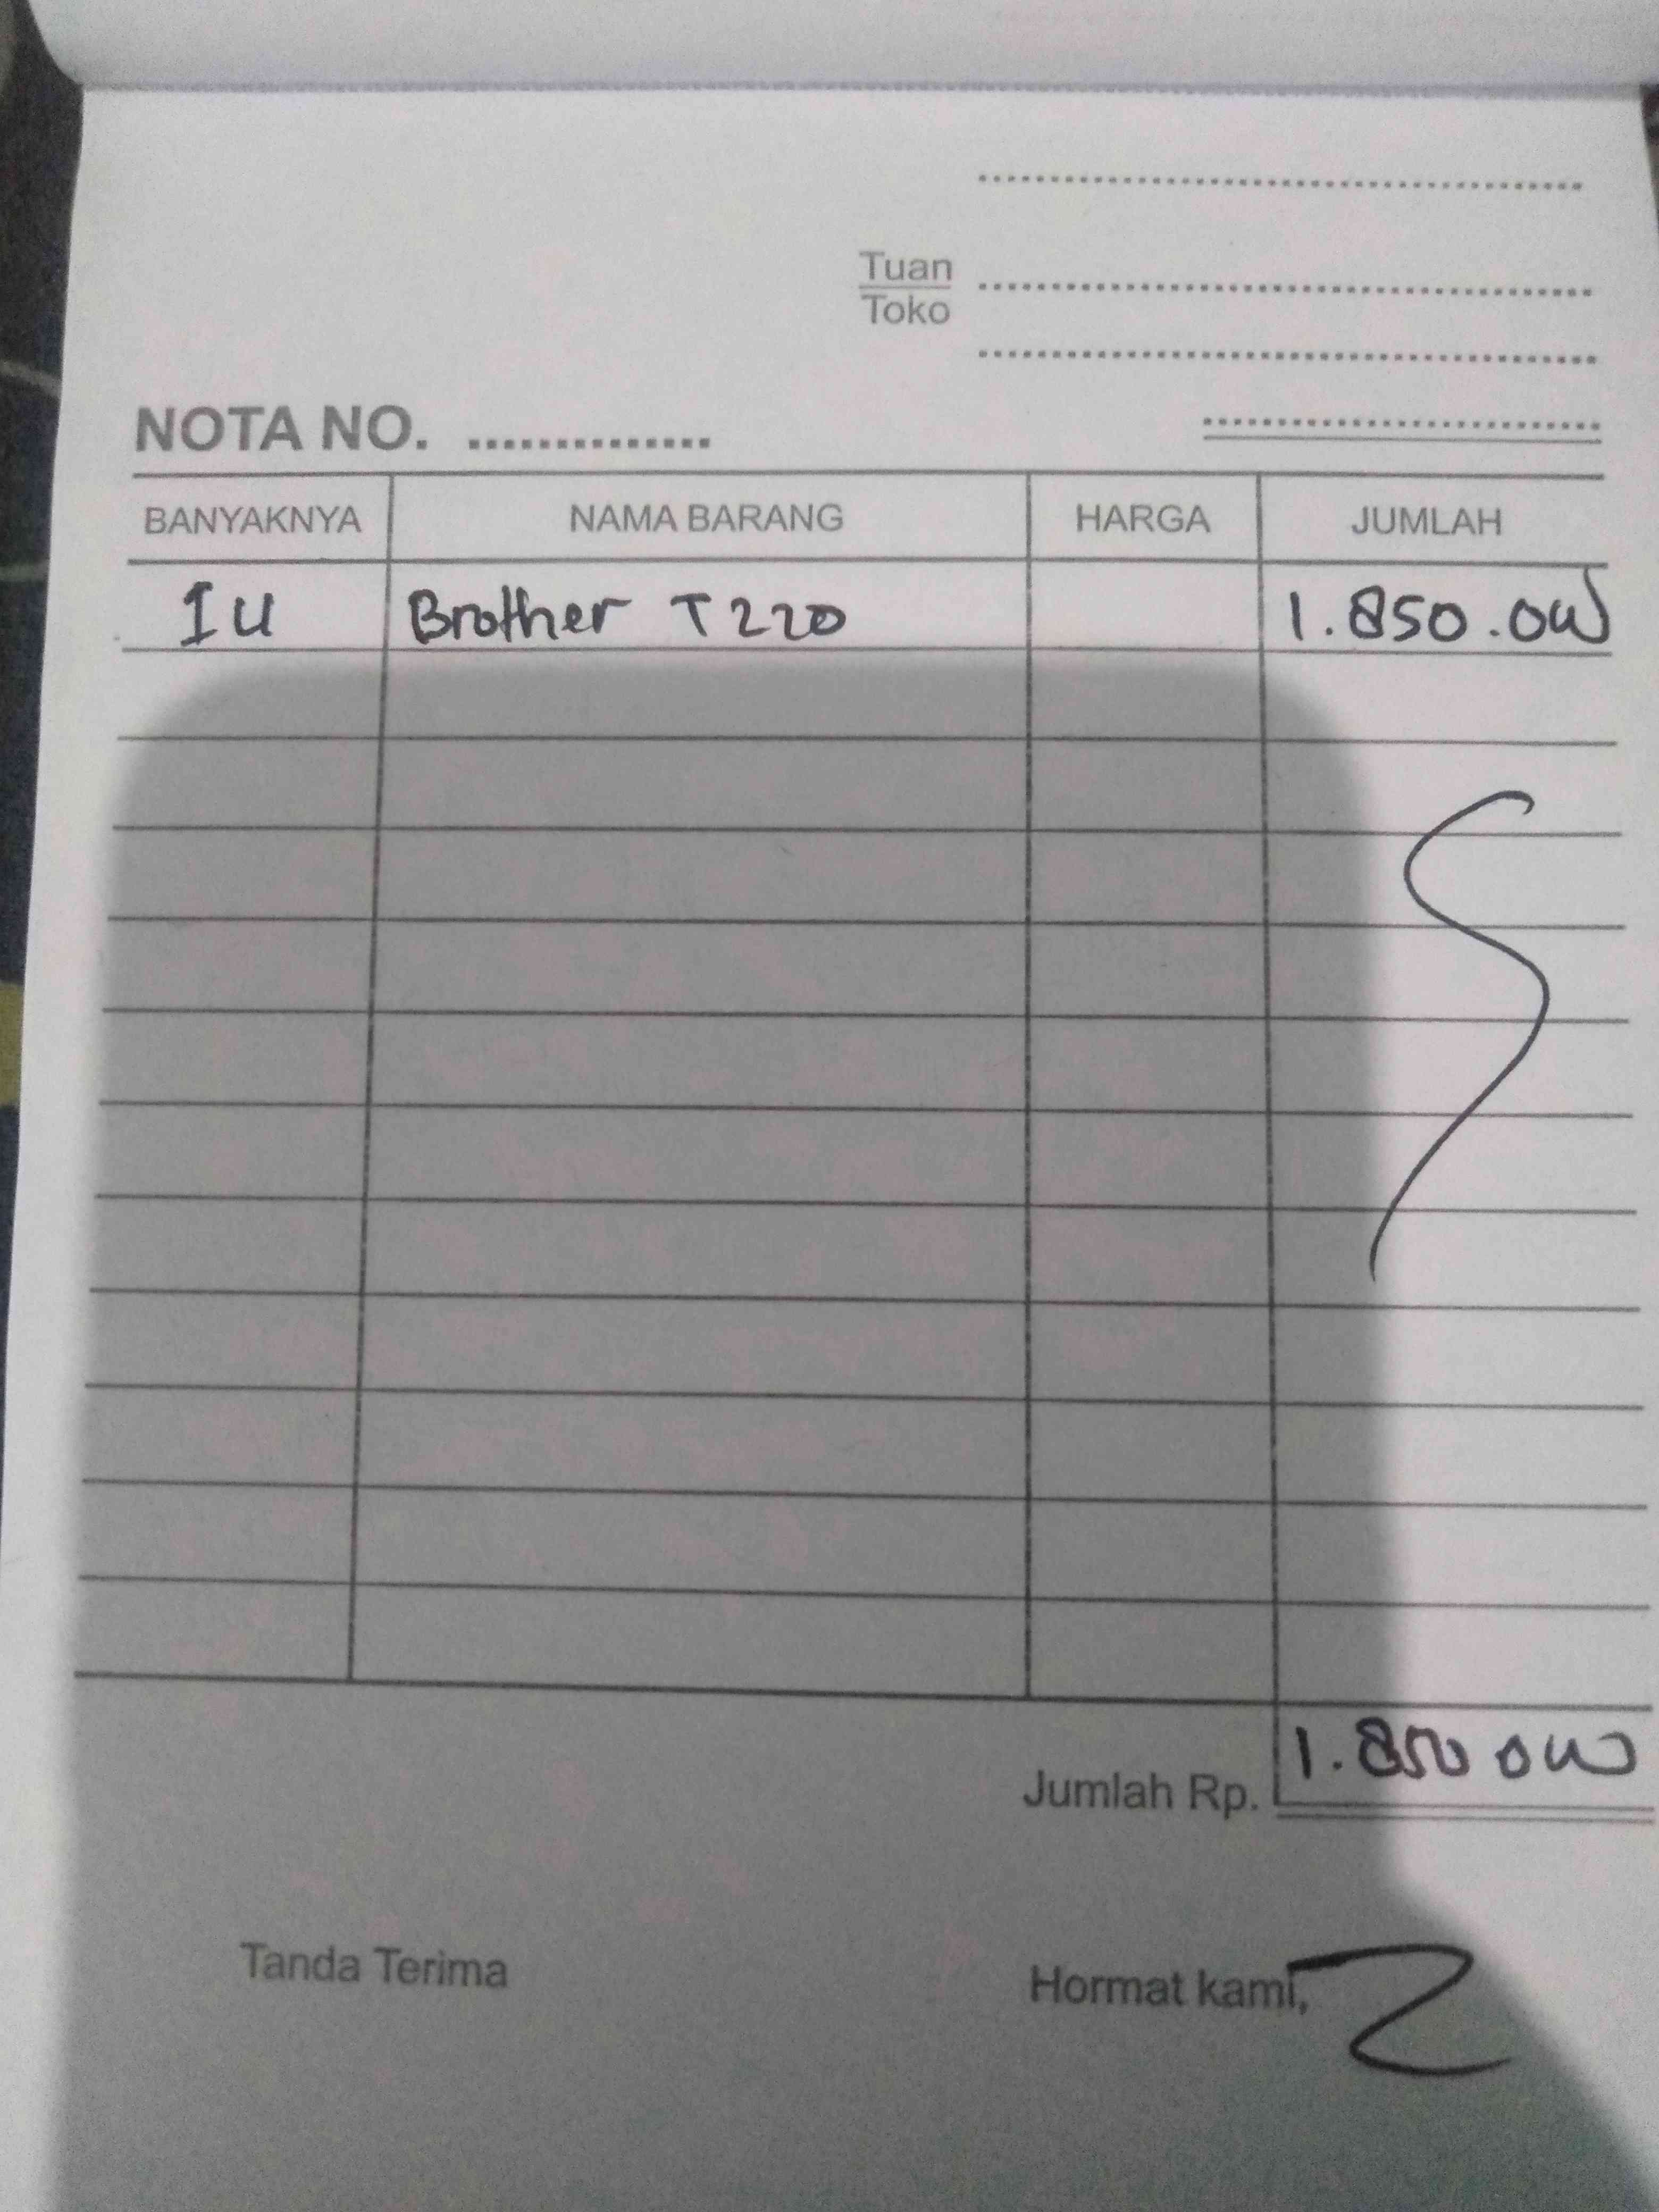 Tuan
Toko
NOTA NO. ..............
BANYAKNYA NAMA BARANG HARGA JUMLAH
1 U Brother T220 1.850.000
Jumlah Rp. 1.850.000
Tanda Terima Hormat kami,